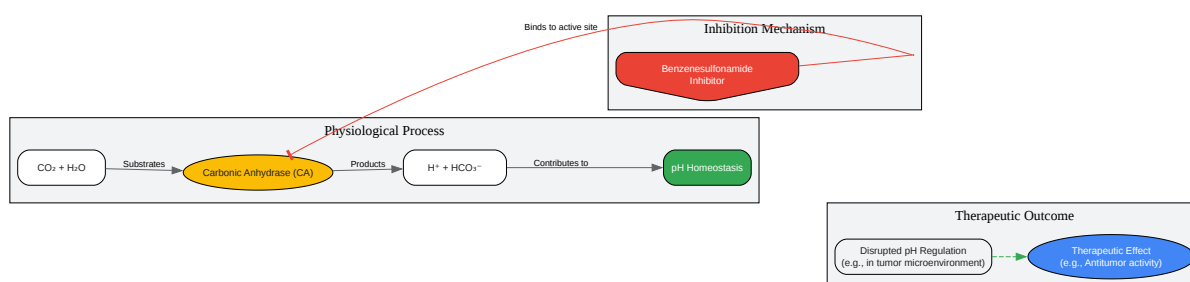 Binds to active site
Inhibition Mechanism
Benzenesulfonamide
Inhibitor
Physiological Process
CO₂ + H₂O
Substrates
Carbonic Anhydrase (CA)
Products
H⁺ + HCO₃⁻
Contributes to
pH Homeostasis
Therapeutic Outcome
Disrupted pH Regulation
(e.g., in tumor microenvironment)
Therapeutic Effect
(e.g., Antitumor activity)